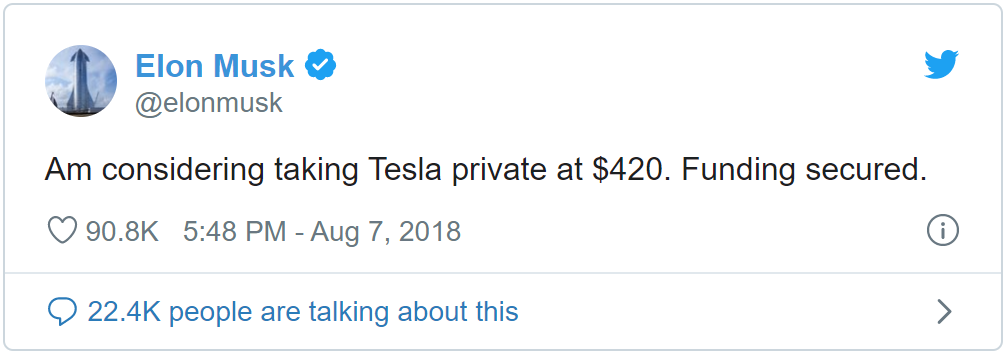 Elon Musk
@elonmusk
Am considering taking Tesla private at $420. Funding secured.
90.8K 5:48 PM - Aug 7, 2018
22.4K people are talking about this